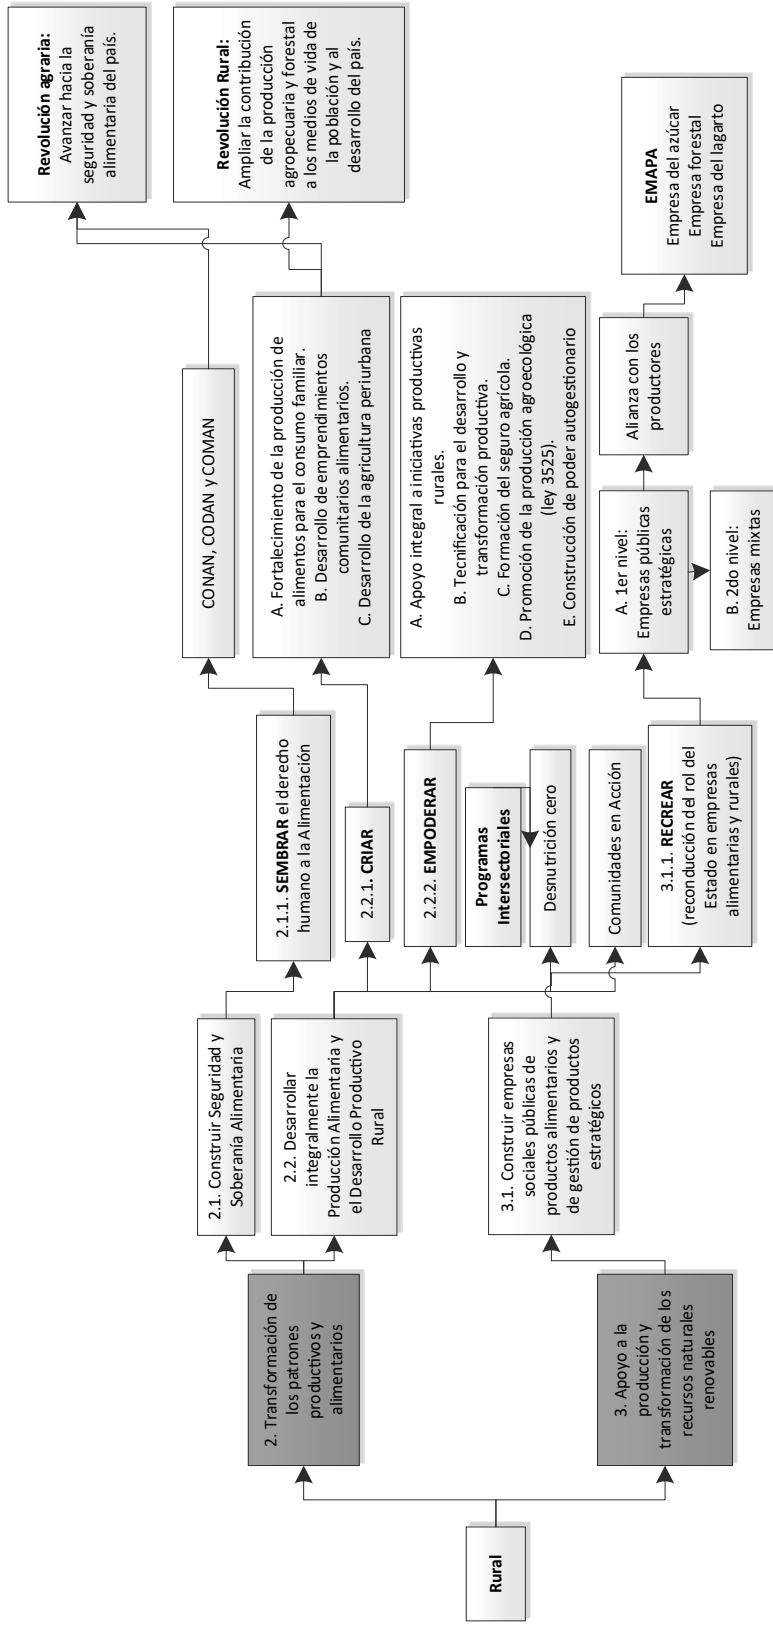 Rural
2. Transformación de
los patrones
productivos y
alimentarios
3. Apoyo a la
producción y
transformación de los
recursos naturales
renovables
2.1. Construir Seguridad y
Soberanía Alimentaria
2.2. Desarrollar
integralmente la
Producción Alimentaria y
el Desarrollo Productivo
Rural
3.1. Construir empresas
sociales públicas de
productos alimentarios y
de gestión de productos
estratégicos
2.1.1. SEMBRAR el derecho
humano a la Alimentación
2.2.1. CRIAR
2.2.2. EMPODERAR
Programas
Intersectoriales
Desnutrición cero
Comunidades en Acción
3.1.1. RECREAR
(reconducción del rol del
Estado en empresas
alimentarias y rurales)
CONAN, CODAN y COMAN
A. Fortalecimiento de la producción de
alimentos para el consumo familiar.
B. Desarrollo de emprendimientos
comunitarios alimentarios.
C. Desarrollo de la agricultura periurbana
A. Apoyo integral a iniciativas productivas
rurales.
B. Tecnificación para el desarrollo y
transformación productiva.
C. Formación del seguro agrícola.
D. Promoción de la producción agroecológica
(ley 3525).
E. Construcción de poder autogestionario
A. 1er nivel:
Empresas públicas
estratégicas
B. 2do nivel:
Empresas mixtas
Alianza con los
productores
EMAPA
Empresa del azúcar
Empresa forestal
Empresa del lagarto
Revolución agraria:
Avanzar hacia la
seguridad y soberanía
alimentaria del país.
Revolución Rural:
Ampliar la contribución
de la producción
agropecuaria y forestal
a los medios de vida de
la población y al
desarrollo del país.